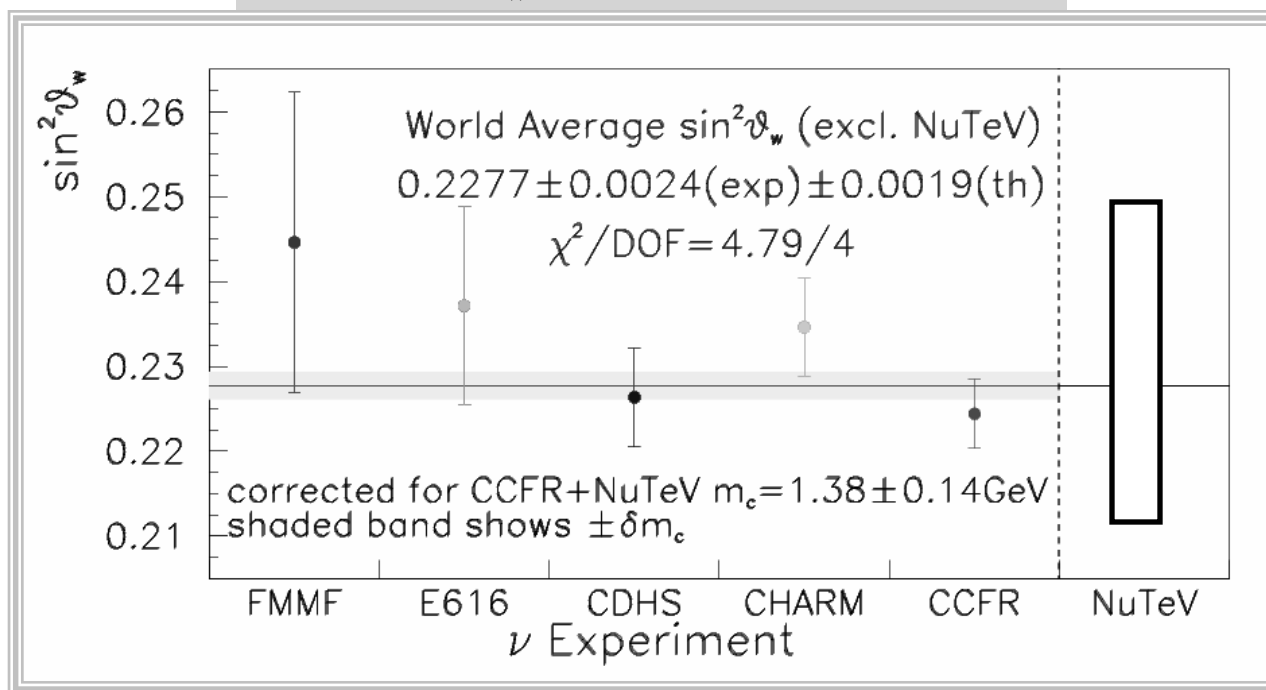 sin²ϑw
0.26
0.25
0.24
0.23
0.22
0.21
World Average sin²ϑw (excl. NuTeV)
0.2277±0.0024(exp)±0.0019(th)
χ²/DOF=4.79/4
corrected for CCFR+NuTeV mc=1.38±0.14GeV
shaded band shows ±δmc
FMMF E616 CDHS CHARM CCFR NuTeV
ν Experiment